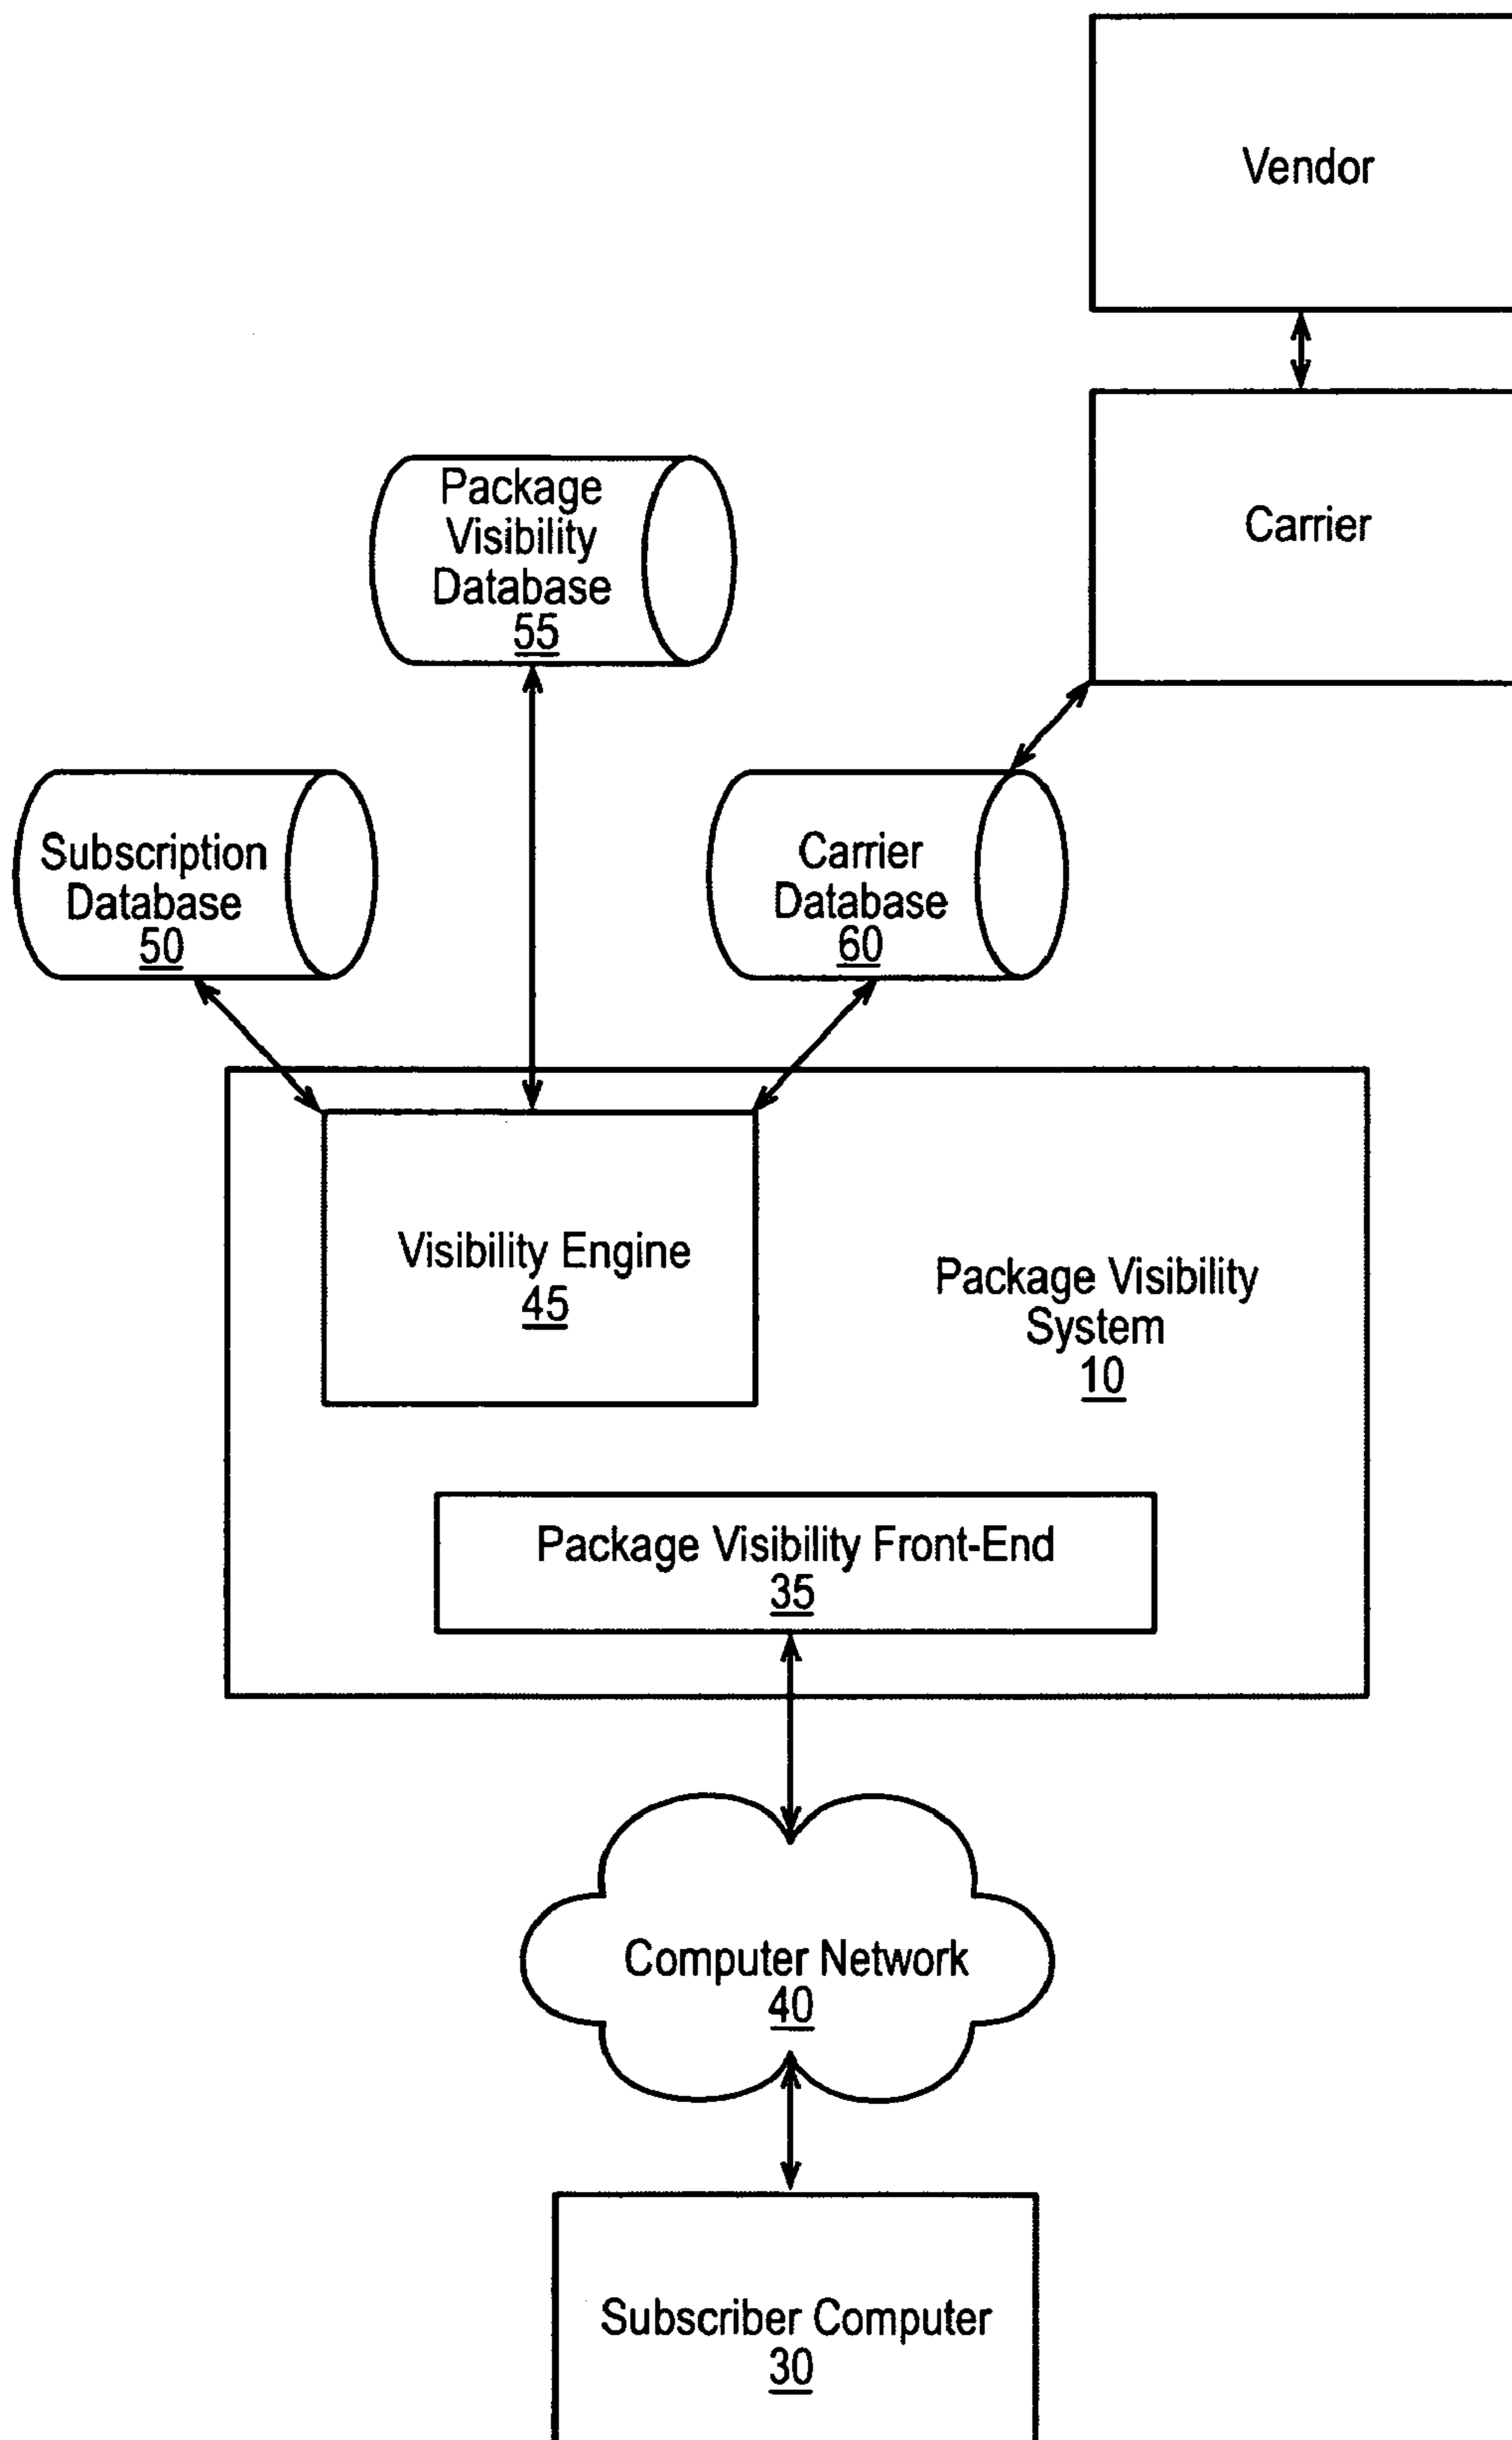 Vendor
Carrier
Package
Visibility
Database
55
Subscription
Database
50
Carrier
Database
60
Visibility Engine
45
Package Visibility
System
10
Package Visibility Front-End
35
Computer Network
40
Subscriber Computer
30